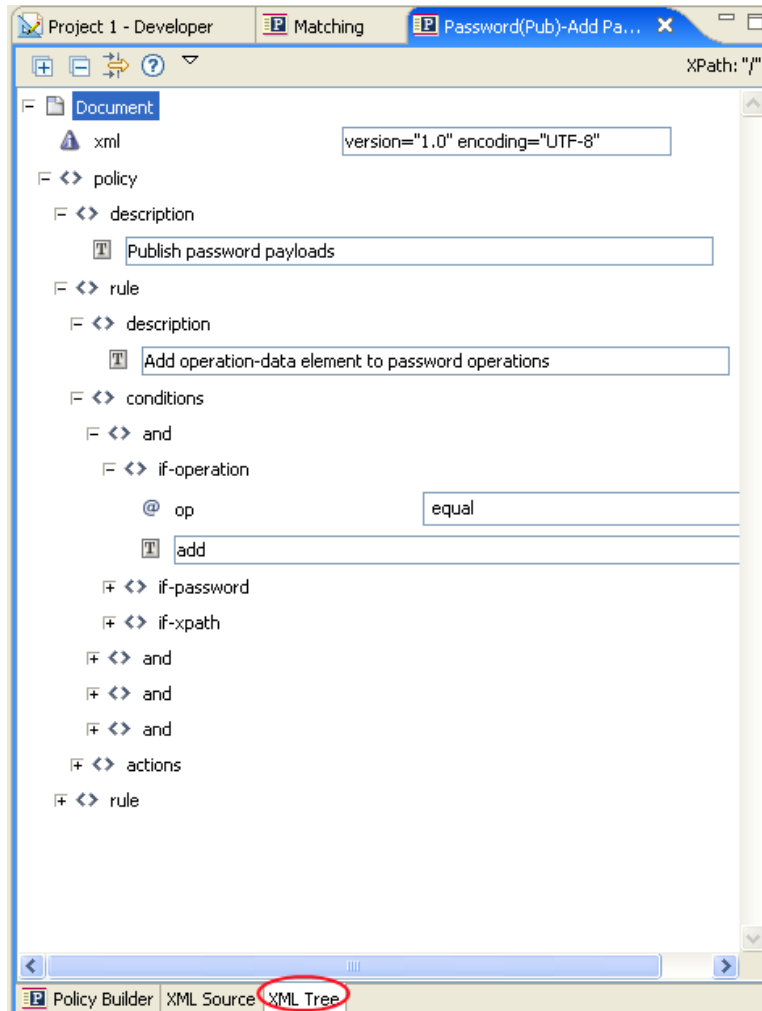 Project 1 - Developer Matching Password(Pub)-Add Pa...
XPath: "/"
Document
xml version="1.0" encoding="UTF-8"
<> policy
<> description
T Publish password payloads
<> rule
<> description
T Add operation-data element to password operations
<> conditions
<> and
<> if-operation
@ op equal
T add
<> if-password
<> if-xpath
<> and
<> and
<> and
<> actions
<> rule
Policy Builder XML Source XML Tree